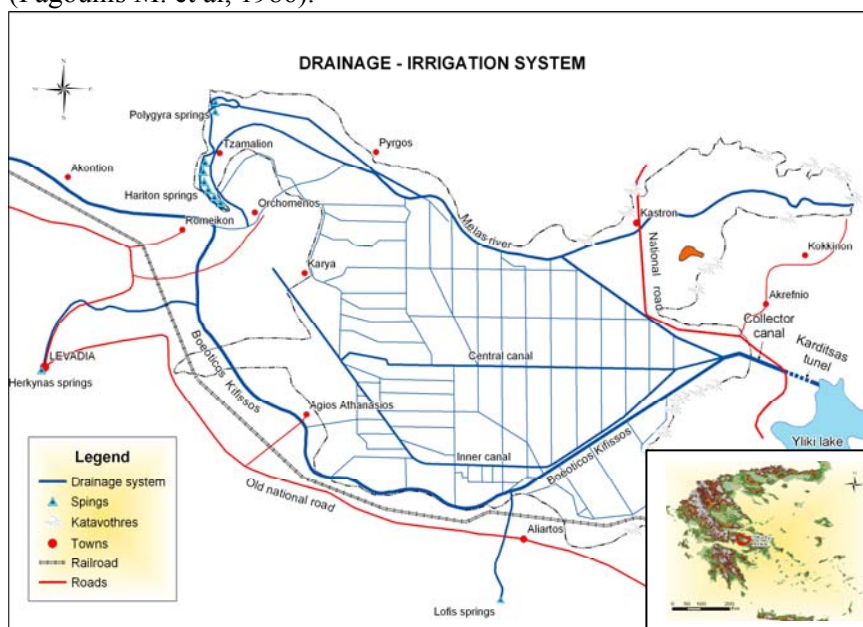 (Pagounis M. et al, 1986).
DRAINAGE - IRRIGATION SYSTEM
Polygyra springs
Tzamalion
Pyrgos
Akontion
Hariton springs
Orchomenos
Romeikon
Melas river
Kastron
National road
Kokkinon
Karya
Akrefnio
Collector canal
Karditsas tunel
LEVADIA
Herkynas springs
Boeoticos Kifissos
Central canal
Agios Athanasios
Yliki lake
Inner canal
Boeoticos Kifissos
Old national road
Aliartos
Lofis springs
Legend
Drainage system
Spings
Katavothres
Towns
Railroad
Roads